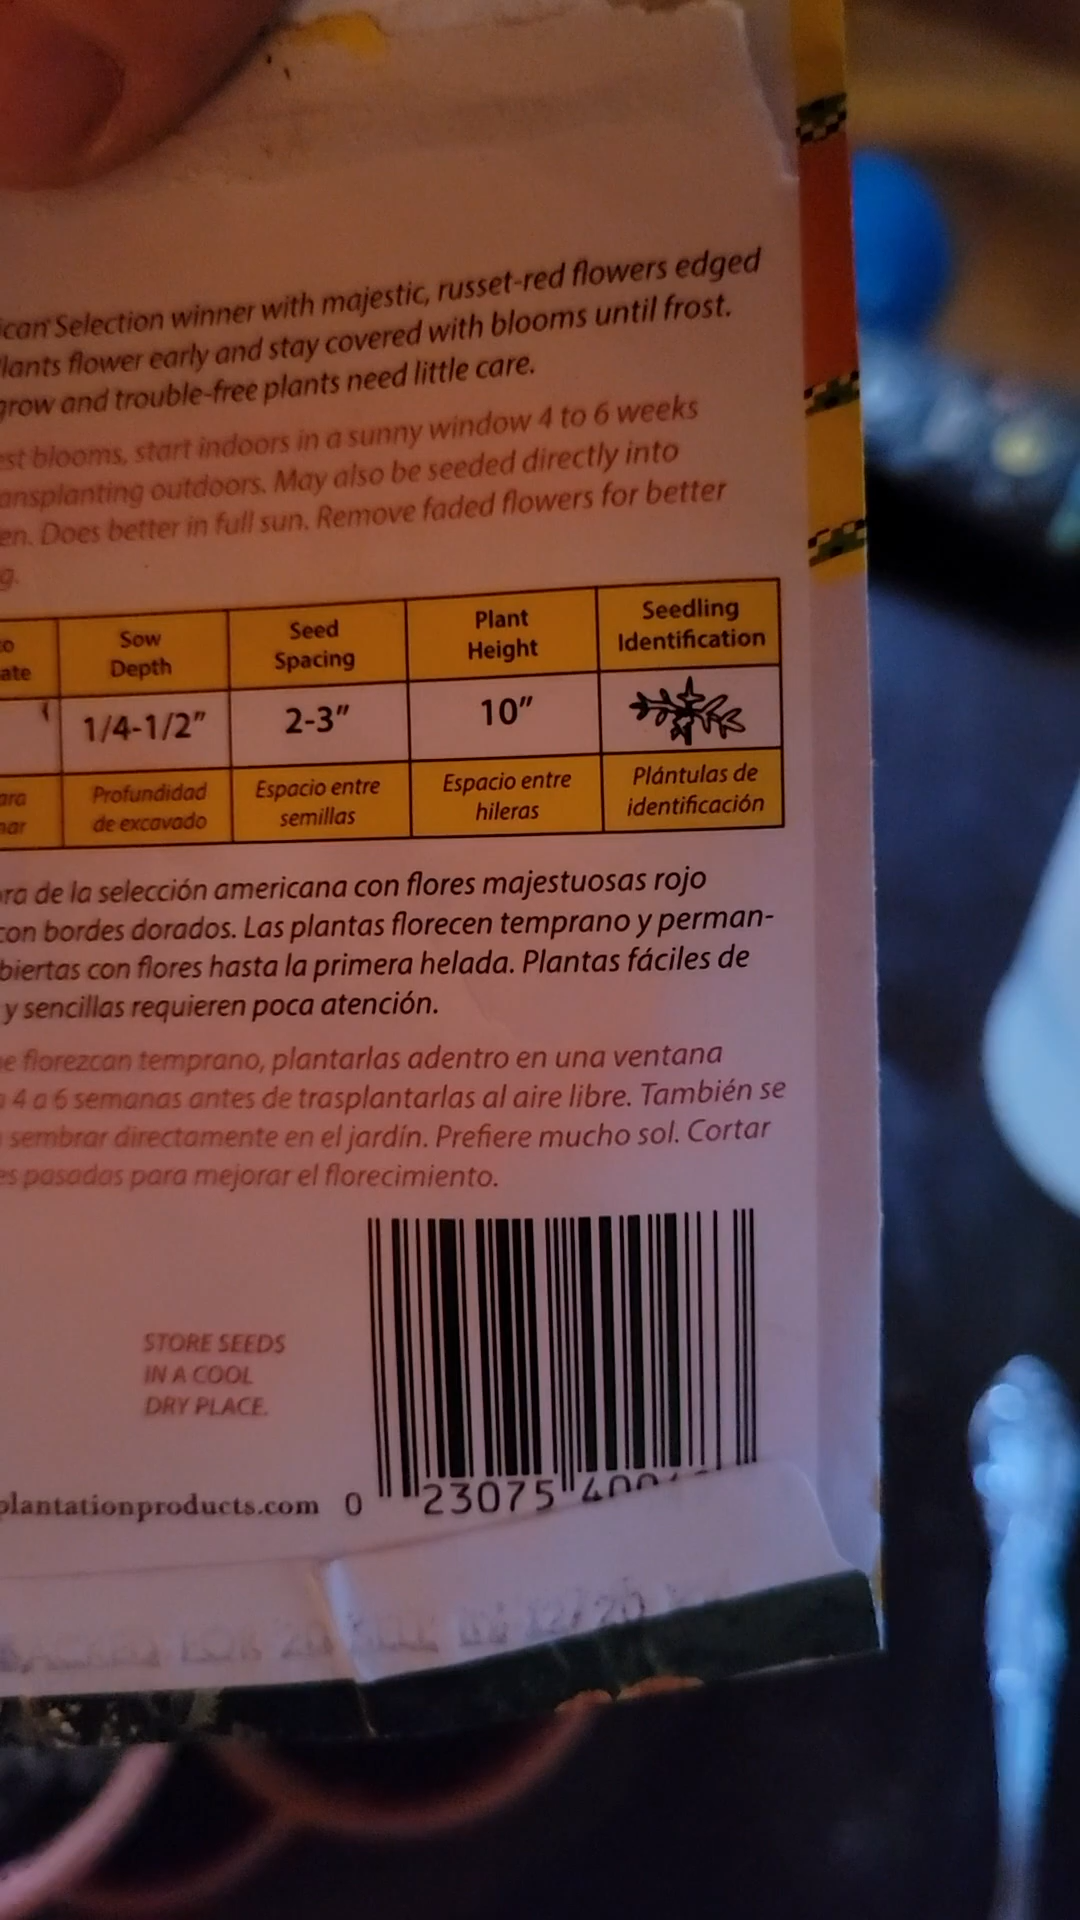 ican Selection winner with majestic, russet-red flowers edged
lants flower early and stay covered with blooms until frost.
grow and trouble-free plants need little care.
est blooms, start indoors in a sunny window 4 to 6 weeks
ansplanting outdoors. May also be seeded directly into
en. Does better in full sun. Remove faded flowers for better
g.
o
ate
Sow
Depth
Seed
Spacing
Plant
Height
Seedling
Identification
1/4-1/2"
2-3"
10"
ara
nar
Profundidad
de excavado
Espacio entre
semillas
Espacio entre
hileras
Plántulas de
identificación
ora de la selección americana con flores majestuosas rojo
con bordes dorados. Las plantas florecen temprano y perman-
biertas con flores hasta la primera helada. Plantas fáciles de
y sencillas requieren poca atención.
ue florezcan temprano, plantarlas adentro en una ventana
a 4 a 6 semanas antes de trasplantarlas al aire libre. También se
sembrar directamente en el jardín. Prefiere mucho sol. Cortar
es pasadas para mejorar el florecimiento.
STORE SEEDS
IN A COOL
DRY PLACE.
plantationproducts.com
0 23075 400
12/20